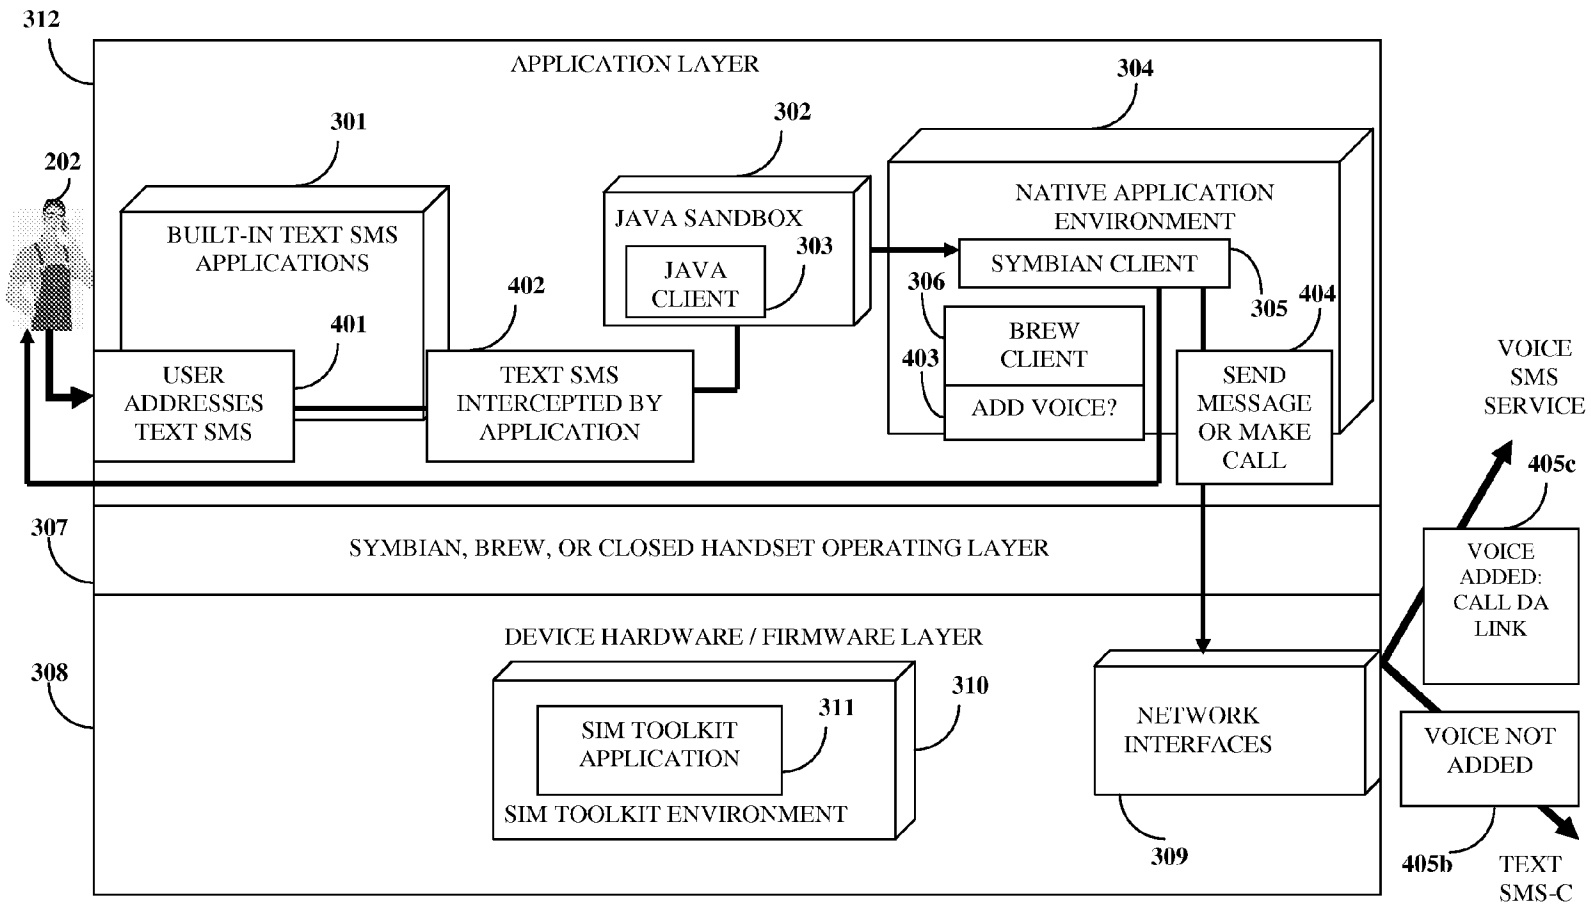 312
APPLICATION LAYER
304
301
302
202
NATIVE APPLICATION
ENVIRONMENT
JAVA SANDBOX
BUILT-IN TEXT SMS
APPLICATIONS
303
SYMBIAN CLIENT
JAVA
CLIENT
402
306
305
404
401
BREW
CLIENT
403
VOICE
SMS
SERVICE
USER
ADDRESSES
TEXT SMS
TEXT SMS
INTERCEPTED BY
APPLICATION
ADD VOICE?
SEND
MESSAGE
OR MAKE
CALL
405c
307
SYMBIAN, BREW, OR CLOSED HANDSET OPERATING LAYER
VOICE
ADDED:
CALL DA
LINK
DEVICE HARDWARE / FIRMWARE LAYER
308
310
311
SIM TOOLKIT
APPLICATION
SIM TOOLKIT ENVIRONMENT
NETWORK
INTERFACES
VOICE NOT
ADDED
309
405b
TEXT
SMS-C